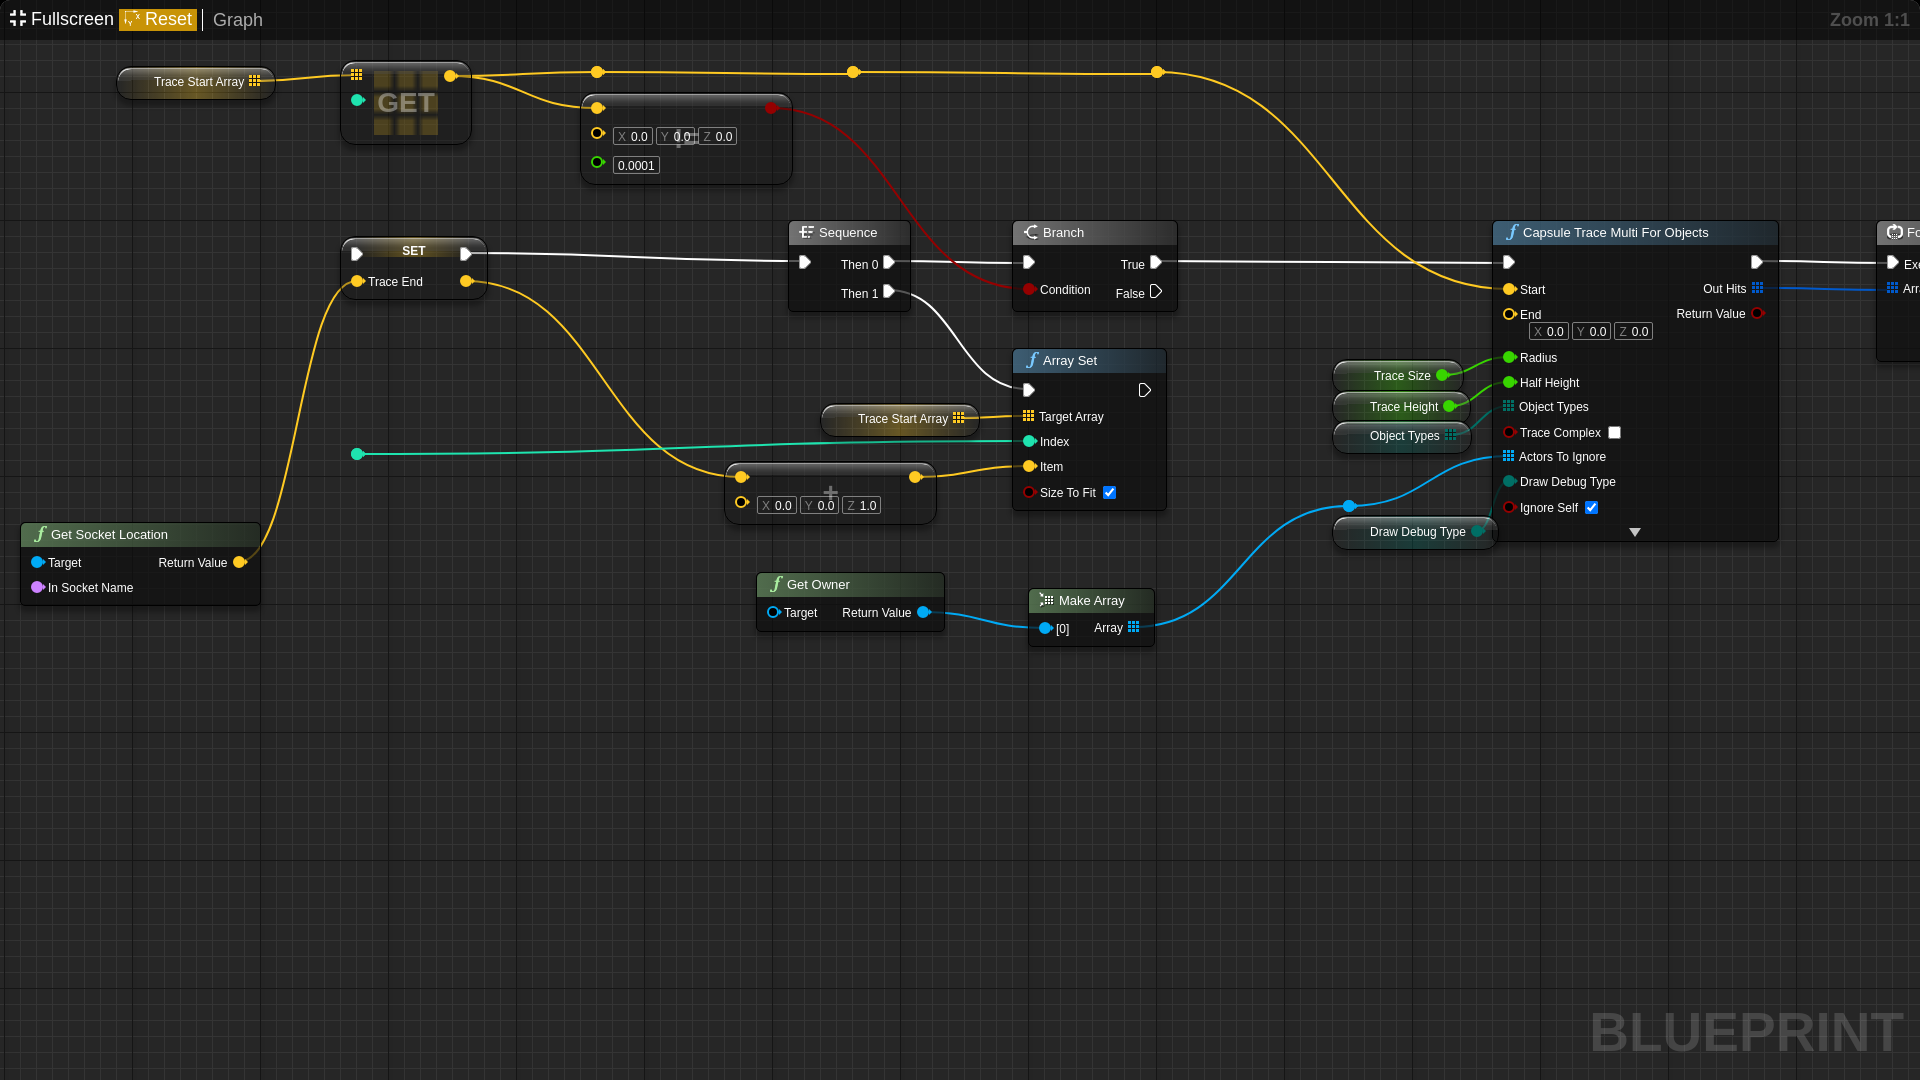 Fullscreen Reset Graph Zoom 1:1
Trace Start Array
GET
X 0.0 Y 0.0 Z 0.0
!=
0.0001
SET
Trace End
Sequence
Then 0
Then 1
Branch
True
Condition
False
Capsule Trace Multi For Objects
Start
Out Hits
End
Return Value
X 0.0 Y 0.0 Z 0.0
Radius
Half Height
Object Types
Trace Complex
Actors To Ignore
Draw Debug Type
Ignore Self
Fo
Exe
Arra
Trace Size
Trace Height
Object Types
Draw Debug Type
f Array Set
Trace Start Array
Target Array
Index
Item
Size To Fit
+
X 0.0 Y 0.0 Z 1.0
f Get Socket Location
Target Return Value
In Socket Name
f Get Owner
Target Return Value
Make Array
[0] Array
BLUEPRINT